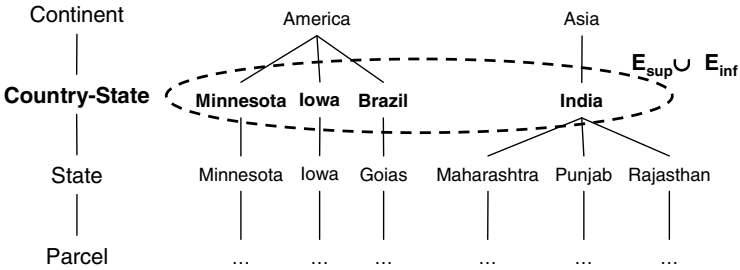 Continent America Asia
E_sup ∪ E_inf
Country-State Minnesota Iowa Brazil India
State Minnesota Iowa Goias Maharashtra Punjab Rajasthan
Parcel ... ... ... ... ... ...